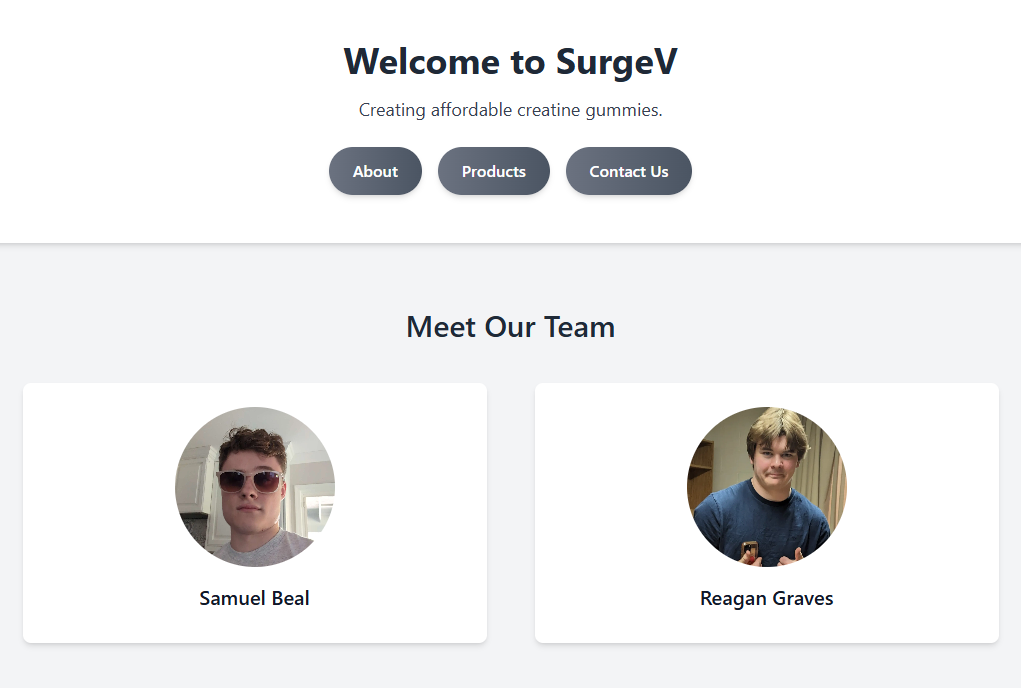 Welcome to SurgeV
Creating affordable creatine gummies.
About Products Contact Us
Meet Our Team
Samuel Beal Reagan Graves